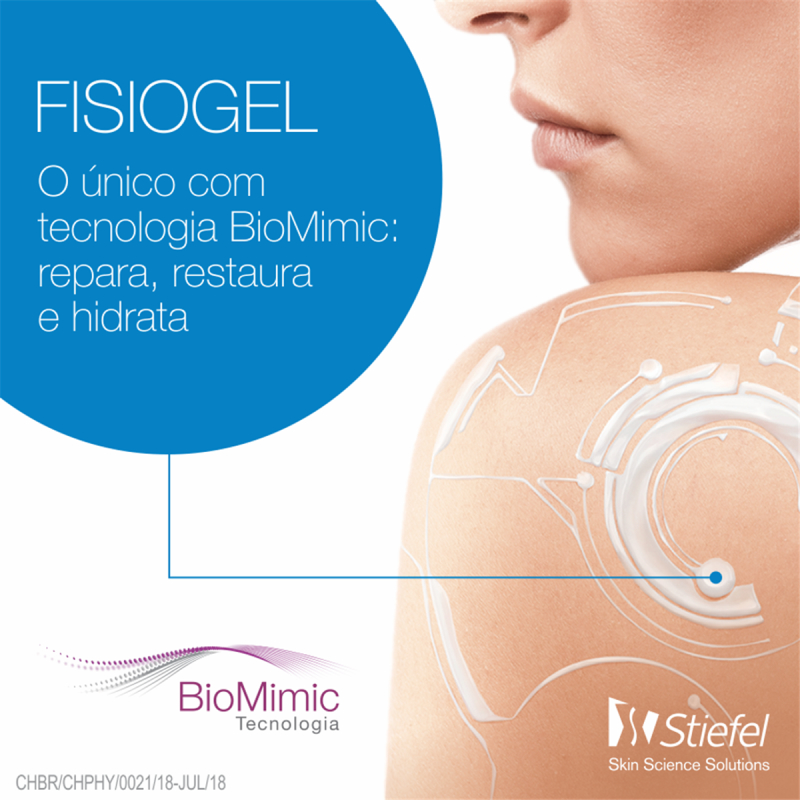 FISIOGEL
O único com
tecnologia BioMimic:
repara, restaura
e hidrata
BioMimic
Tecnologia
Stiefel
Skin Science Solutions
CHBR/CHPHY/0021/18-JUL/18